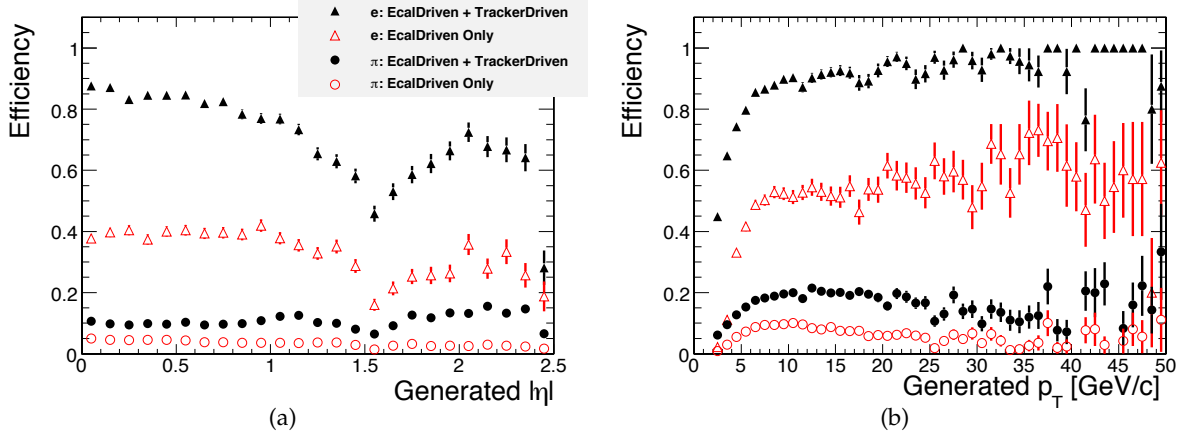 e: EcalDriven + TrackerDriven
e: EcalDriven Only
π: EcalDriven + TrackerDriven
π: EcalDriven Only
Efficiency
1
0.8
0.6
0.4
0.2
0
0 0.5 1 1.5 2 2.5
Generated |η|
(a)
Efficiency
1
0.8
0.6
0.4
0.2
0
0 5 10 15 20 25 30 35 40 45 50
Generated p_T [GeV/c]
(b)